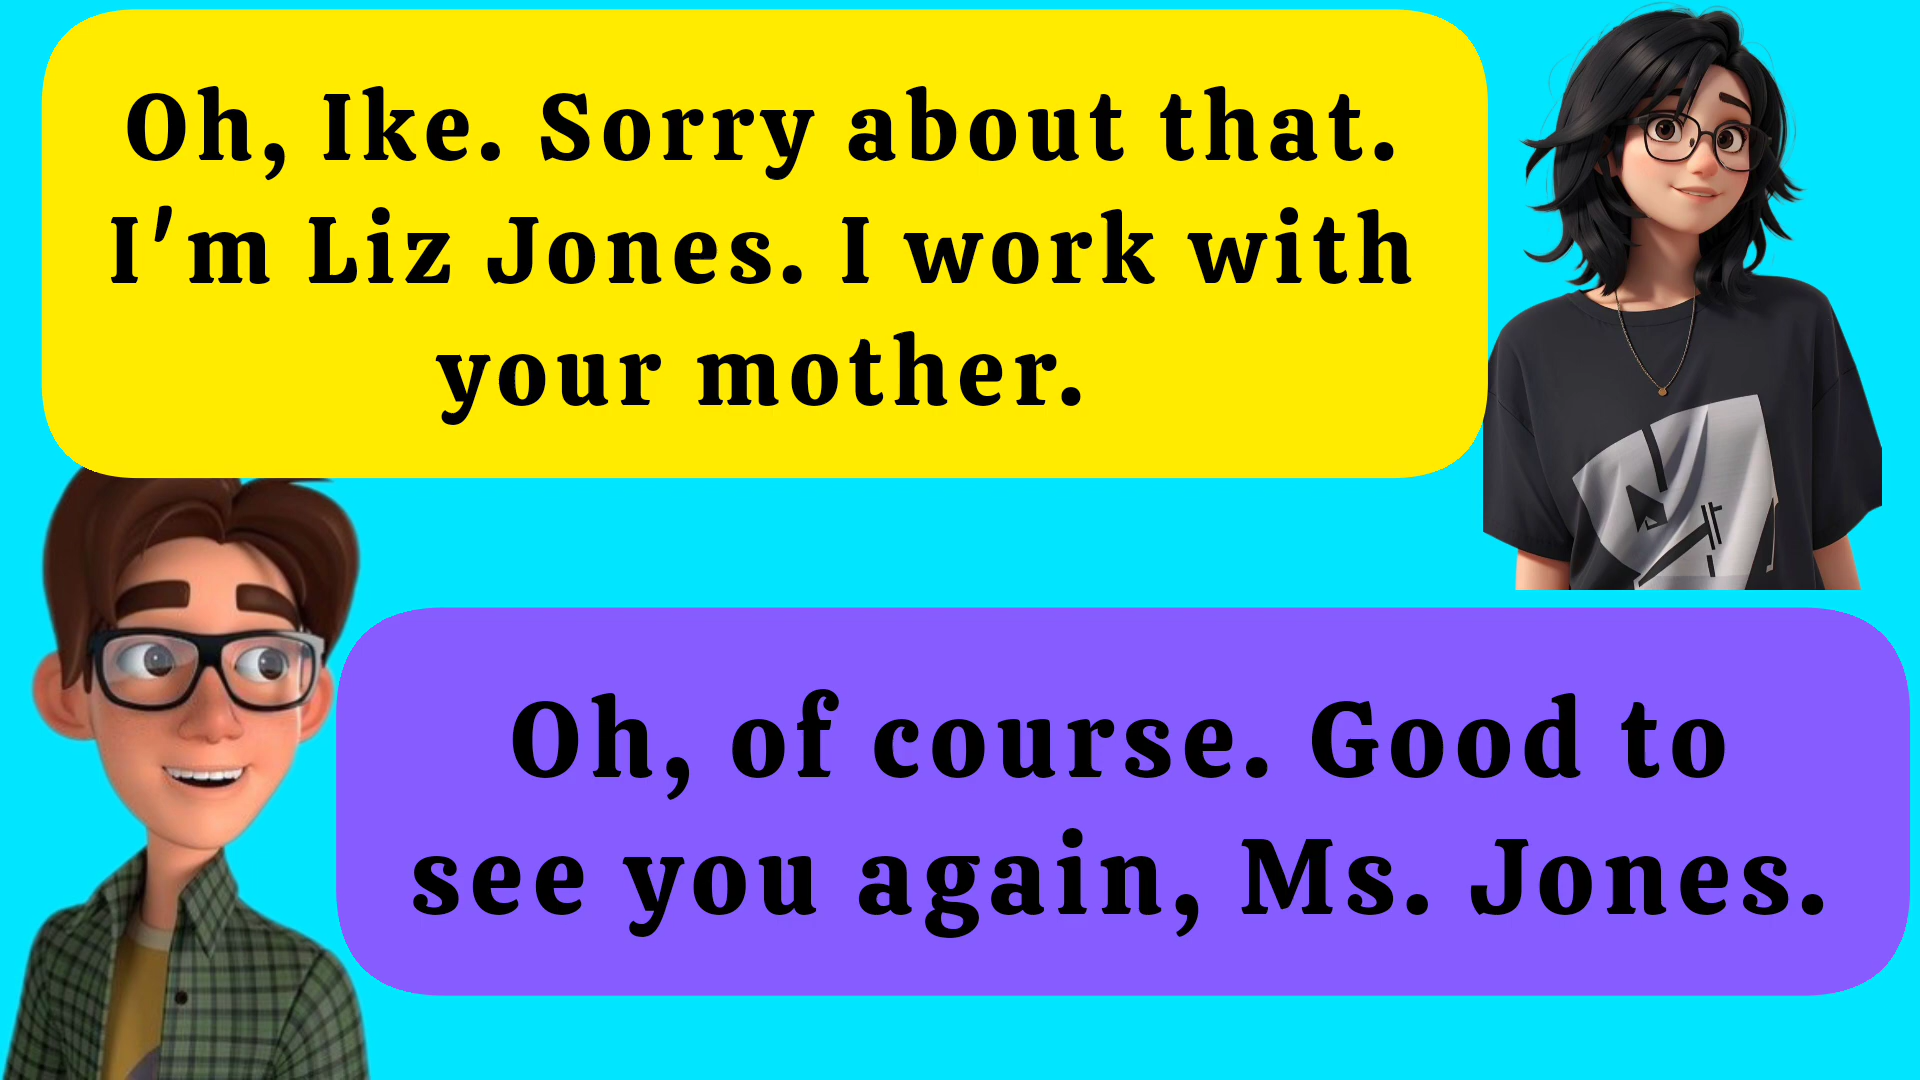 Oh, Ike. Sorry about that.
I'm Liz Jones. I work with
your mother.
Oh, of course. Good to
see you again, Ms. Jones.